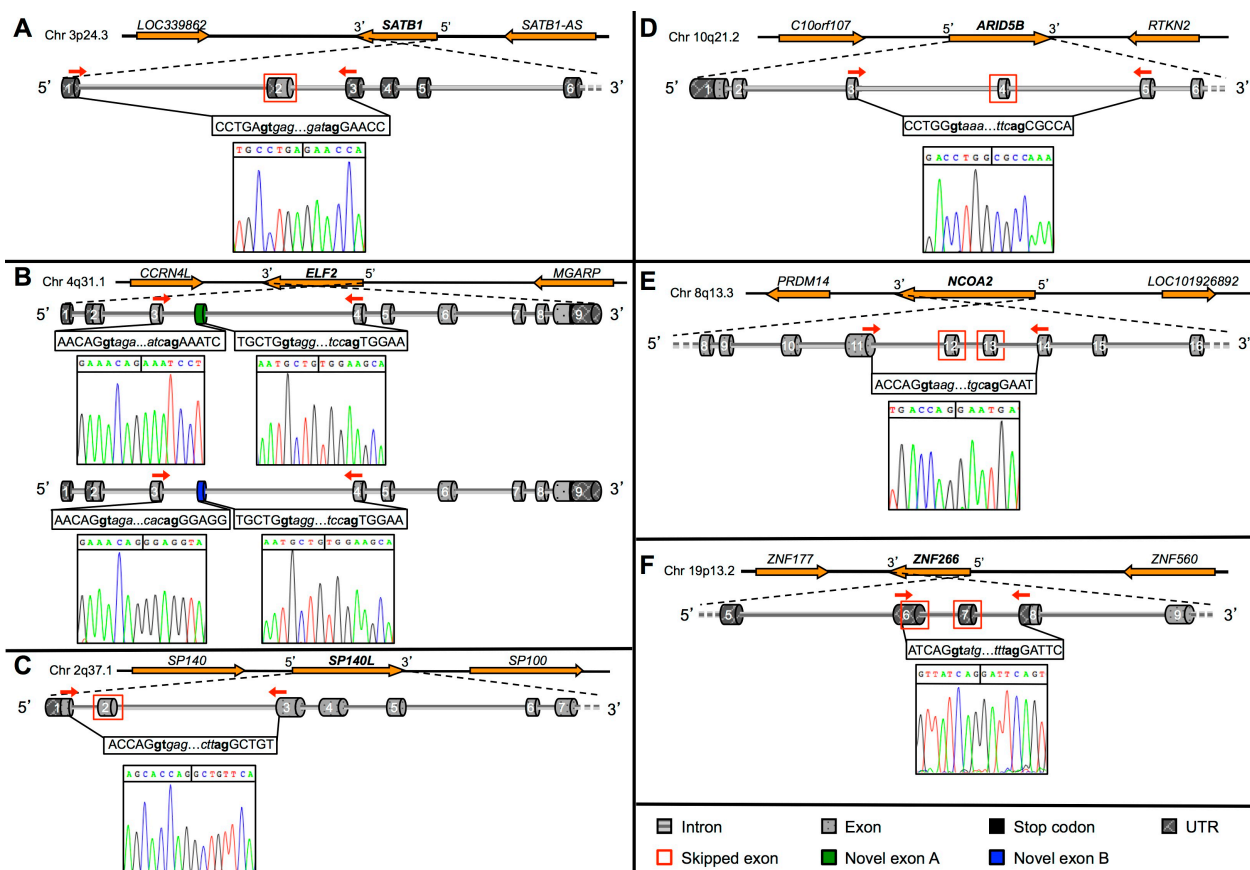 A
Chr 3p24.3
LOC339862
3’
SATB1
5’
SATB1-AS
5’
1
2
3
4
5
6
3’
CCTGAgtgag...gatagGAACC
TGCCTGAGAACCA
B
Chr 4q31.1
CCRN4L
3’
ELF2
5’
MGARP
5’
1
2
3
4
5
6
7
8
9
3’
AACAGgtaga...atcagAAATC
TGCTGgtagg...tccagTGGAA
GAAACAGAAATCCT
AATGCTGTGGAAGCA
5’
1
2
3
4
5
6
7
8
9
3’
AACAGgtaga...cacagGGAGG
TGCTGgtagg...tccagTGGAA
GAAACAGGGAGGTA
AATGCTGTGGAAGCA
C
Chr 2q37.1
SP140
5’
SP140L
3’
SP100
5’
1
2
3
4
5
6
7
3’
ACCAGgtgag...cttagGCTGT
AGCACCAGGCTGTTCA
D
Chr 10q21.2
C10orf107
5’
ARID5B
3’
RTKN2
5’
1
2
3
4
5
6
3’
CCTGGgtaaa...ttcagCGCCA
GACCTGGCGCCAAA
E
Chr 8q13.3
PRDM14
3’
NCOA2
5’
LOC101926892
5’
8
9
10
11
12
13
14
15
16
3’
ACCAGgtaag...tgcagGAAT
TGACCAGGAATGA
F
Chr 19p13.2
ZNF177
3’
ZNF266
5’
ZNF560
5’
5
6
7
8
9
3’
ATCAGgtatg...tttagGATTC
GTTATCAGGATTCAGT
Intron
Exon
Stop codon
UTR
Skipped exon
Novel exon A
Novel exon B